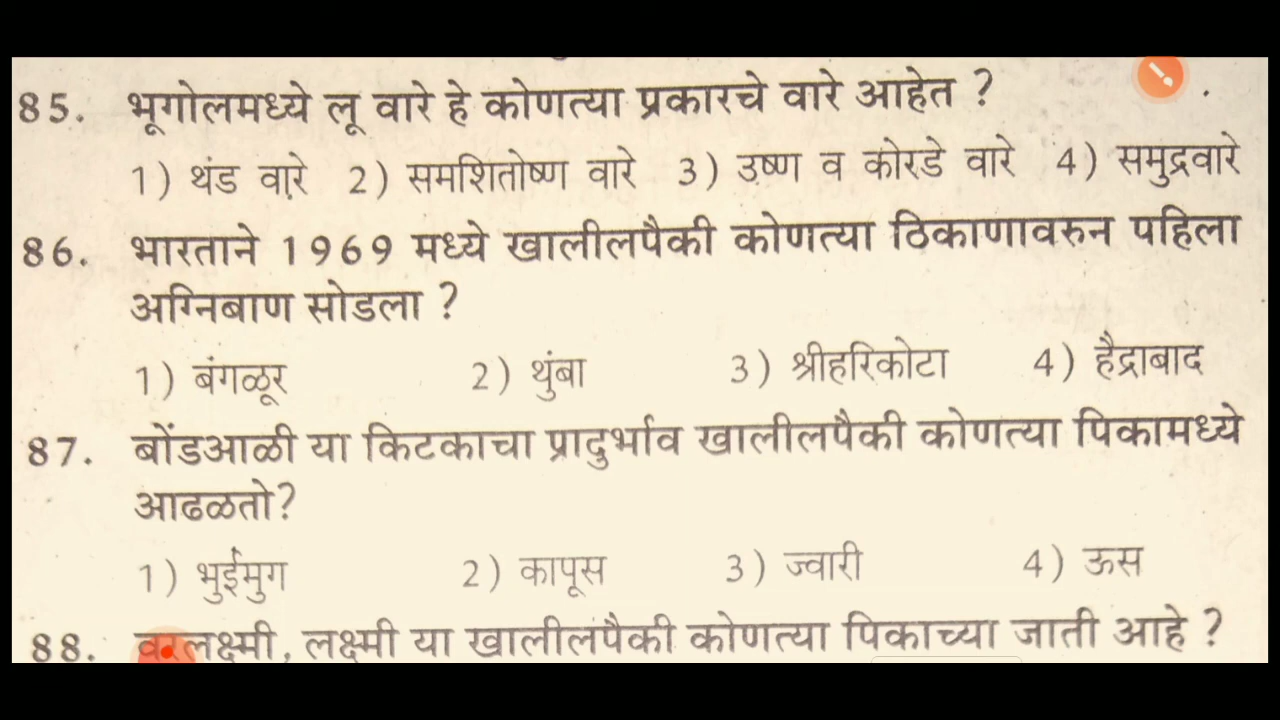 85. भूगोलमध्ये लू वारे हे कोणत्या प्रकारचे वारे आहेत ?
1) थंड वारे 2) समशितोष्ण वारे 3) उष्ण व कोरडे वारे 4) समुद्रवारे
86. भारताने 1969 मध्ये खालीलपैकी कोणत्या ठिकाणावरुन पहिला
अग्निबाण सोडला ?
1) बंगळूर 2) थुंबा 3) श्रीहरिकोटा 4) हैद्राबाद
87. बोंडआळी या किटकाचा प्रादुर्भाव खालीलपैकी कोणत्या पिकामध्ये
आढळतो?
1) भुईमुग 2) कापूस 3) ज्वारी 4) ऊस
88. वरलक्ष्मी, लक्ष्मी या खालीलपैकी कोणत्या पिकाच्या जाती आहे ?